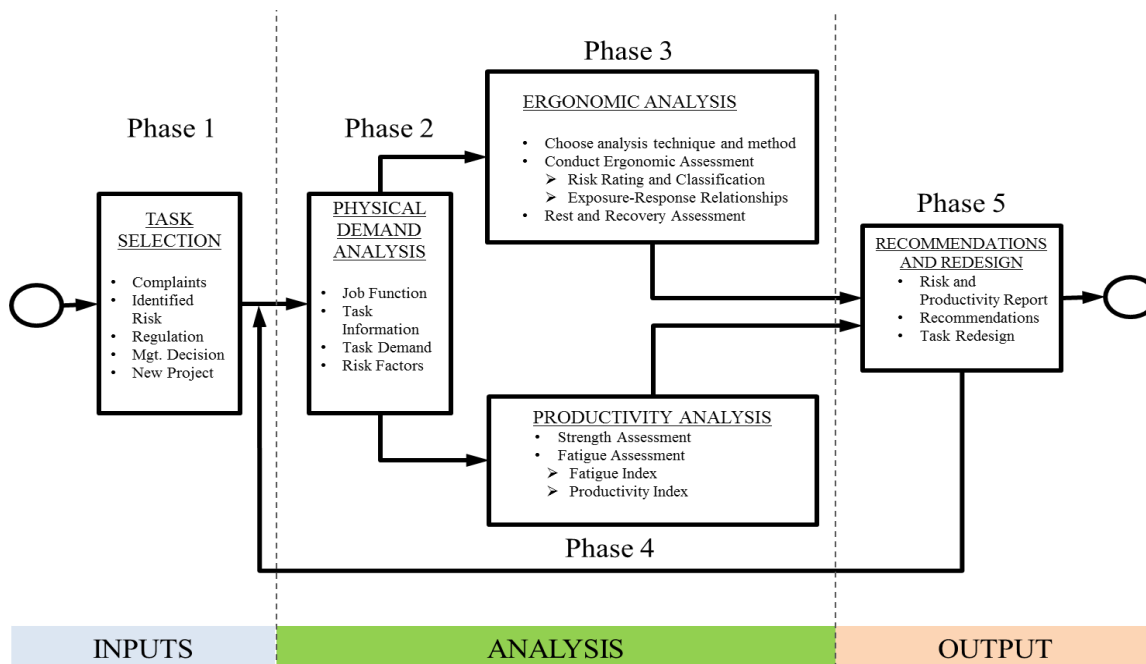 Phase 1
TASK
SELECTION
• Complaints
• Identified
Risk
• Regulation
• Mgt. Decision
• New Project
Phase 2
PHYSICAL
DEMAND
ANALYSIS
• Job Function
• Task
Information
• Task Demand
• Risk Factors
Phase 3
ERGONOMIC ANALYSIS
• Choose analysis technique and method
• Conduct Ergonomic Assessment
➢ Risk Rating and Classification
➢ Exposure-Response Relationships
• Rest and Recovery Assessment
PRODUCTIVITY ANALYSIS
• Strength Assessment
• Fatigue Assessment
➢ Fatigue Index
➢ Productivity Index
Phase 4
Phase 5
RECOMMENDATIONS
AND REDESIGN
• Risk and
Productivity Report
• Recommendations
• Task Redesign
INPUTS
ANALYSIS
OUTPUT